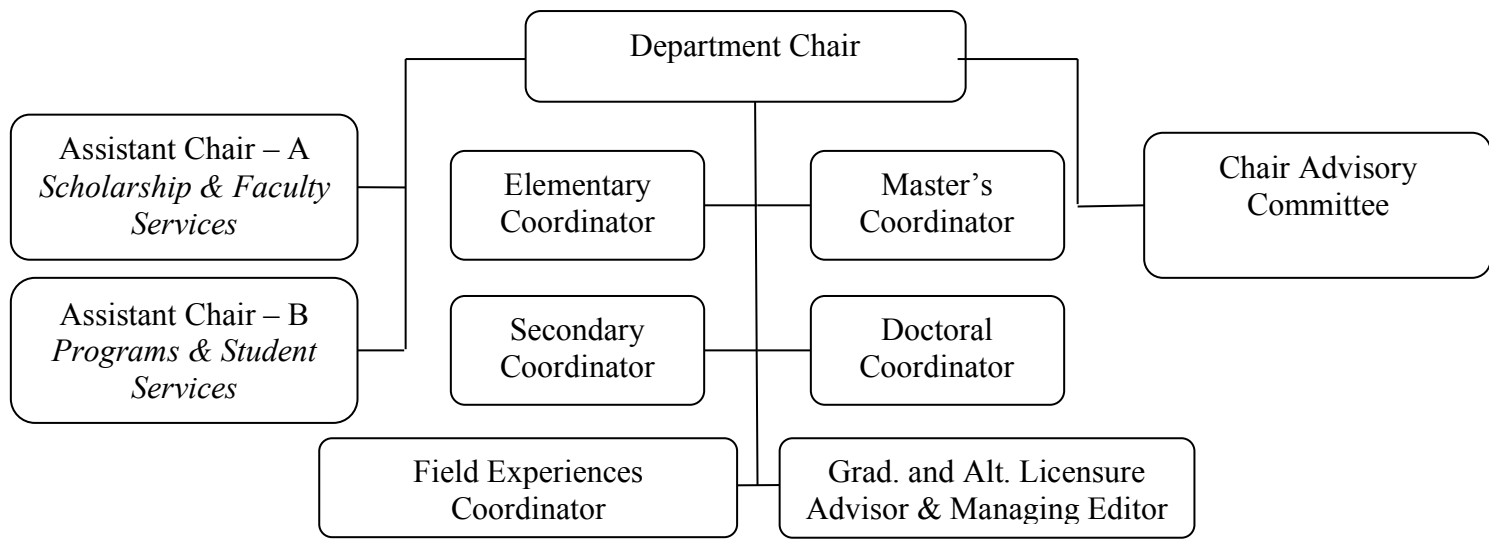 Department Chair
Assistant Chair – A
Scholarship & Faculty
Services
Elementary
Coordinator
Master’s
Coordinator
Chair Advisory
Committee
Assistant Chair – B
Programs & Student
Services
Secondary
Coordinator
Doctoral
Coordinator
Field Experiences
Coordinator
Grad. and Alt. Licensure
Advisor & Managing Editor